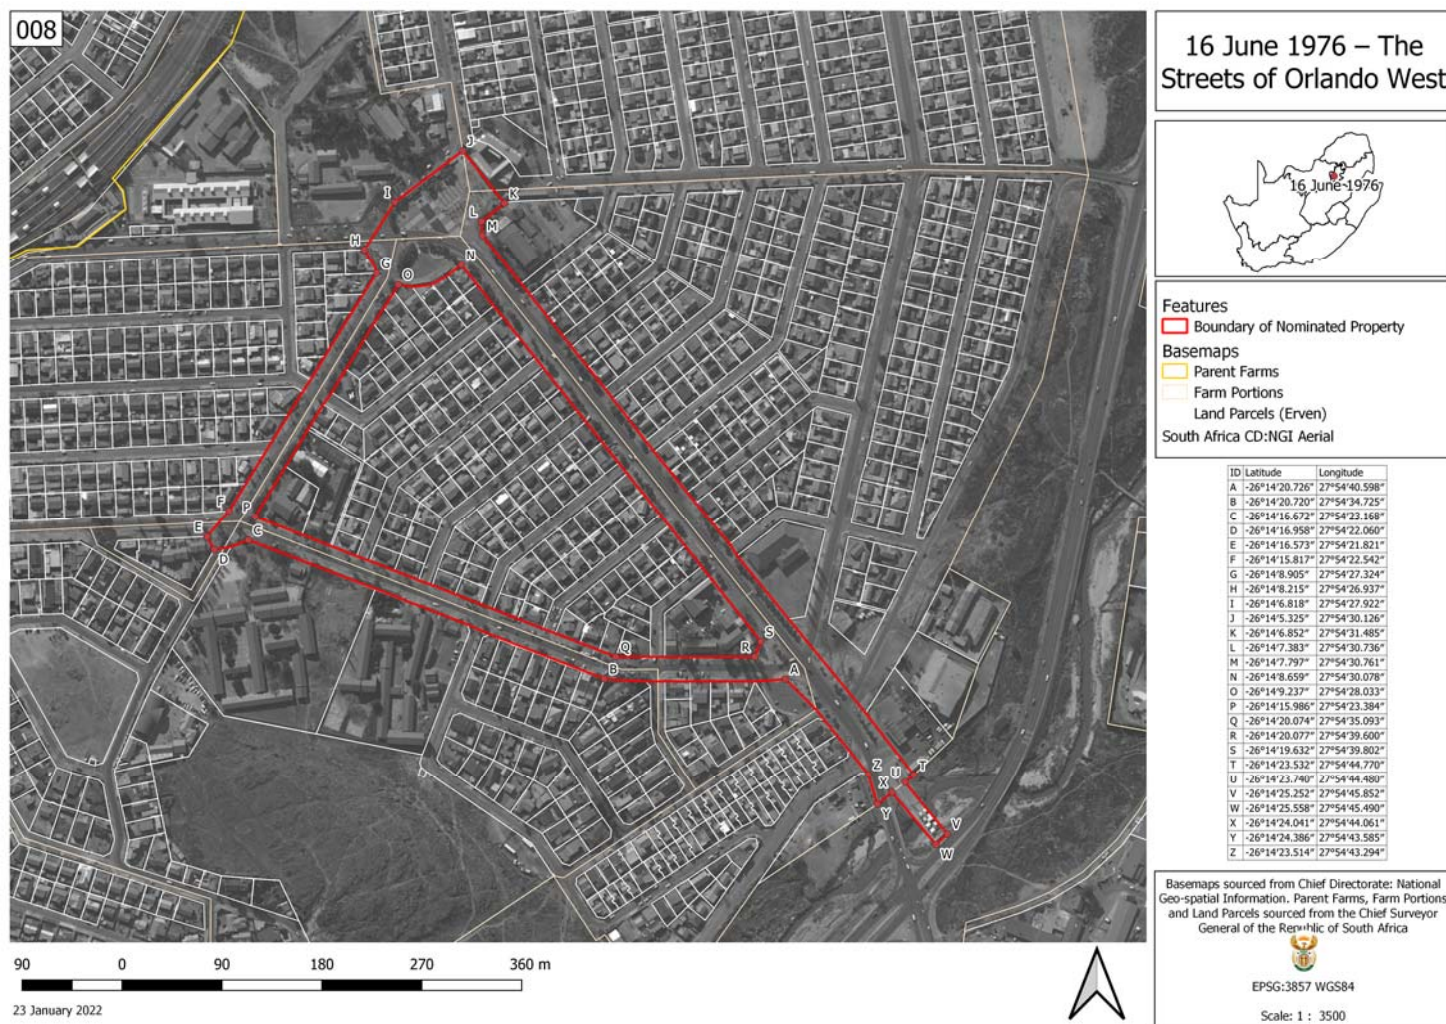 008
J
I
K
L
M
H
N
G
O
F
P
E
C
D
Q
S
B
R
A
Z
U
T
X
Y
V
W
90 0 90 180 270 360 m
23 January 2022
16 June 1976 – The
Streets of Orlando West
16 June 1976
Features
Boundary of Nominated Property
Basemaps
Parent Farms
Farm Portions
Land Parcels (Erven)
South Africa CD:NGI Aerial
ID Latitude Longitude
A -26°14'20.726" 27°54'40.598"
B -26°14'20.720" 27°54'34.725"
C -26°14'16.672" 27°54'23.168"
D -26°14'16.958" 27°54'22.060"
E -26°14'16.573" 27°54'21.821"
F -26°14'15.817" 27°54'22.542"
G -26°14'8.905" 27°54'27.324"
H -26°14'8.215" 27°54'26.937"
I -26°14'6.818" 27°54'27.922"
J -26°14'5.325" 27°54'30.126"
K -26°14'6.852" 27°54'31.485"
L -26°14'7.383" 27°54'30.736"
M -26°14'7.797" 27°54'30.761"
N -26°14'8.659" 27°54'30.078"
O -26°14'9.237" 27°54'28.033"
P -26°14'15.986" 27°54'23.384"
Q -26°14'20.074" 27°54'35.093"
R -26°14'20.077" 27°54'39.600"
S -26°14'19.632" 27°54'39.802"
T -26°14'23.532" 27°54'44.770"
U -26°14'23.740" 27°54'44.480"
V -26°14'25.252" 27°54'45.852"
W -26°14'25.558" 27°54'45.490"
X -26°14'24.041" 27°54'44.061"
Y -26°14'24.386" 27°54'43.585"
Z -26°14'23.514" 27°54'43.294"
Basemaps sourced from Chief Directorate: National
Geo-spatial Information. Parent Farms, Farm Portions
and Land Parcels sourced from the Chief Surveyor
General of the Republic of South Africa
EPSG:3857 WGS84
Scale: 1 : 3500